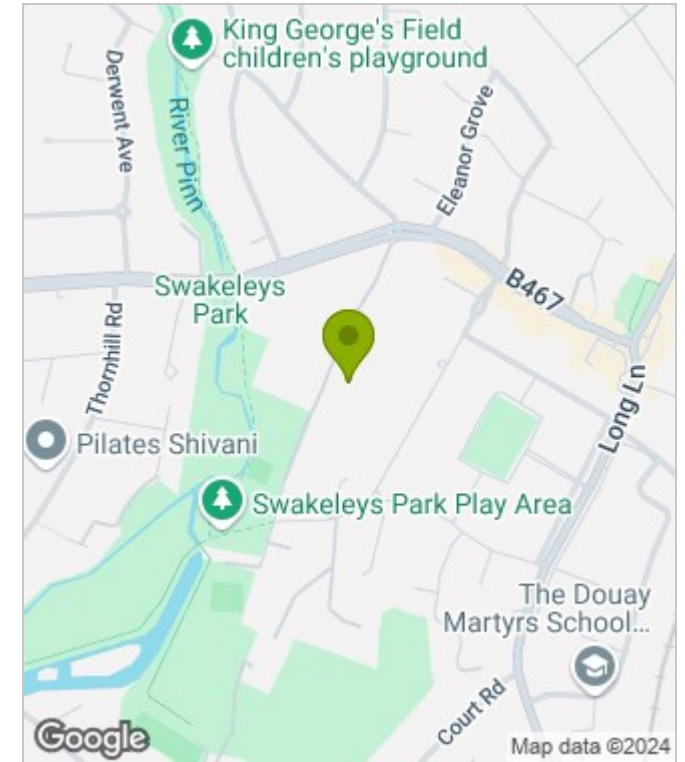 King George's Field
children's playground
Derwent Ave
River Pinn
Eleanor Grove
B467
Swakeleys
Park
Thornhill Rd
Long Ln
Pilates Shivani
Swakeleys Park Play Area
The Douay
Martyrs School...
Court Rd
Google
Map data ©2024